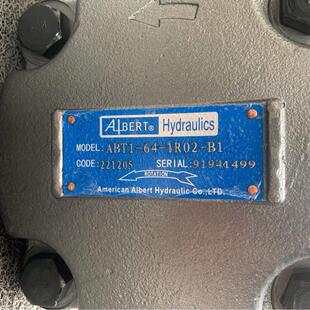 ALBERT® Hydraulics
MODEL: ABT1-64-1R02-B1
CODE: 221205 SERIAL: 91941499
ROTATION
American Albert Hydraulic Co.,LTD.